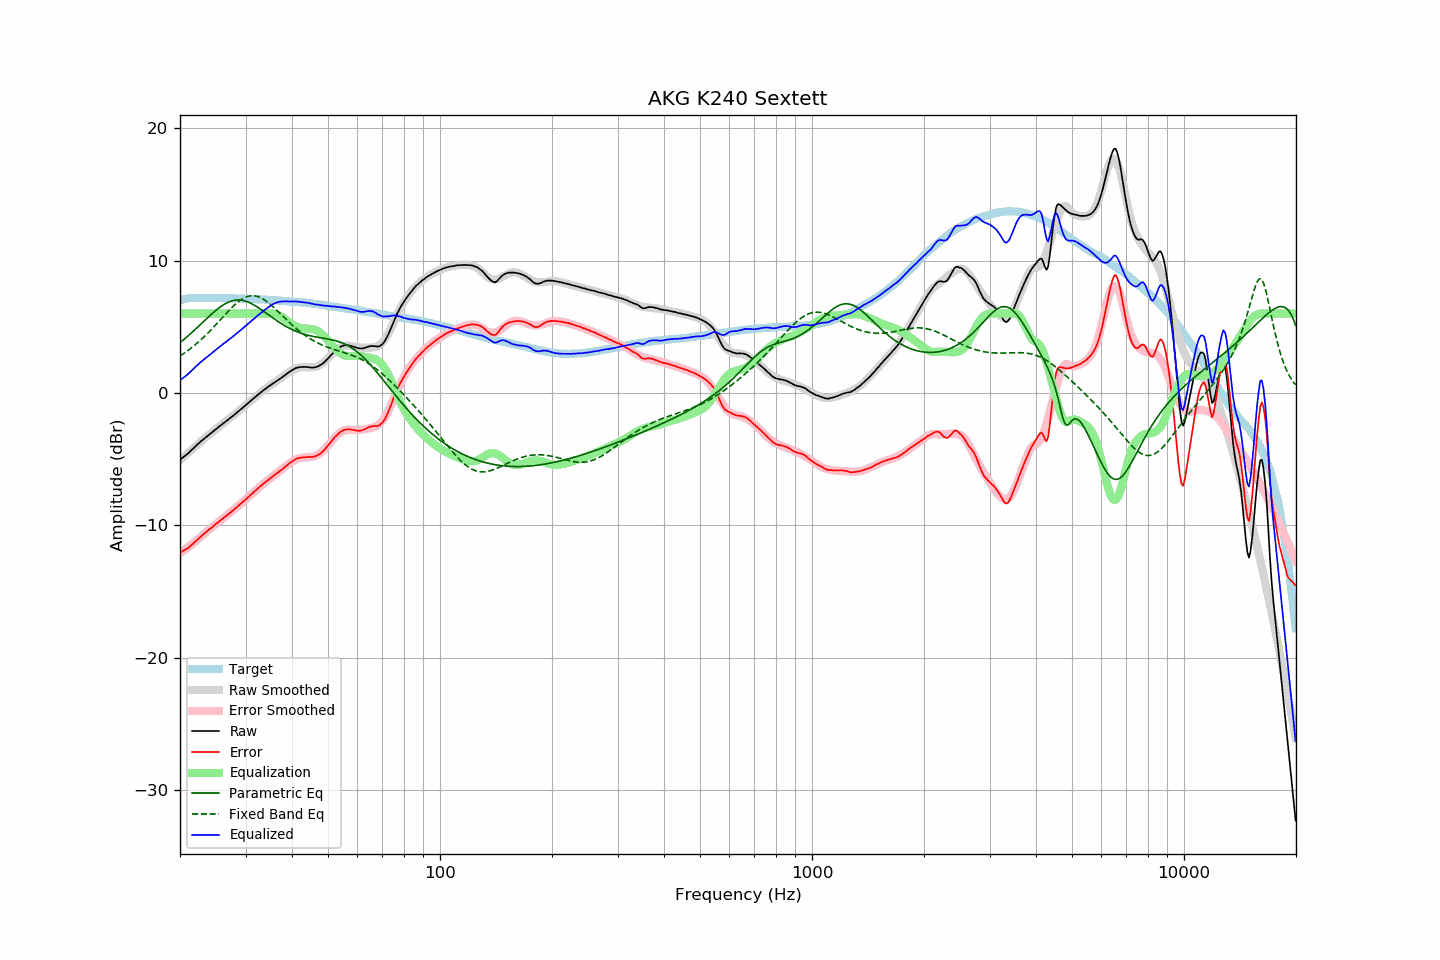 AKG K240 Sextett
Amplitude (dBr)
20
10
0
−10
−20
−30
Target
Raw Smoothed
Error Smoothed
Raw
Error
Equalization
Parametric Eq
Fixed Band Eq
Equalized
100
1000
10000
Frequency (Hz)